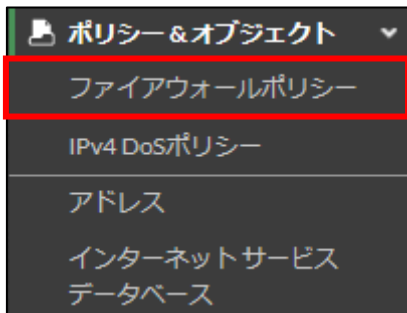 ポリシー＆オブジェクト
ファイアウォールポリシー
IPv4 DoSポリシー
アドレス
インターネットサービス
データベース